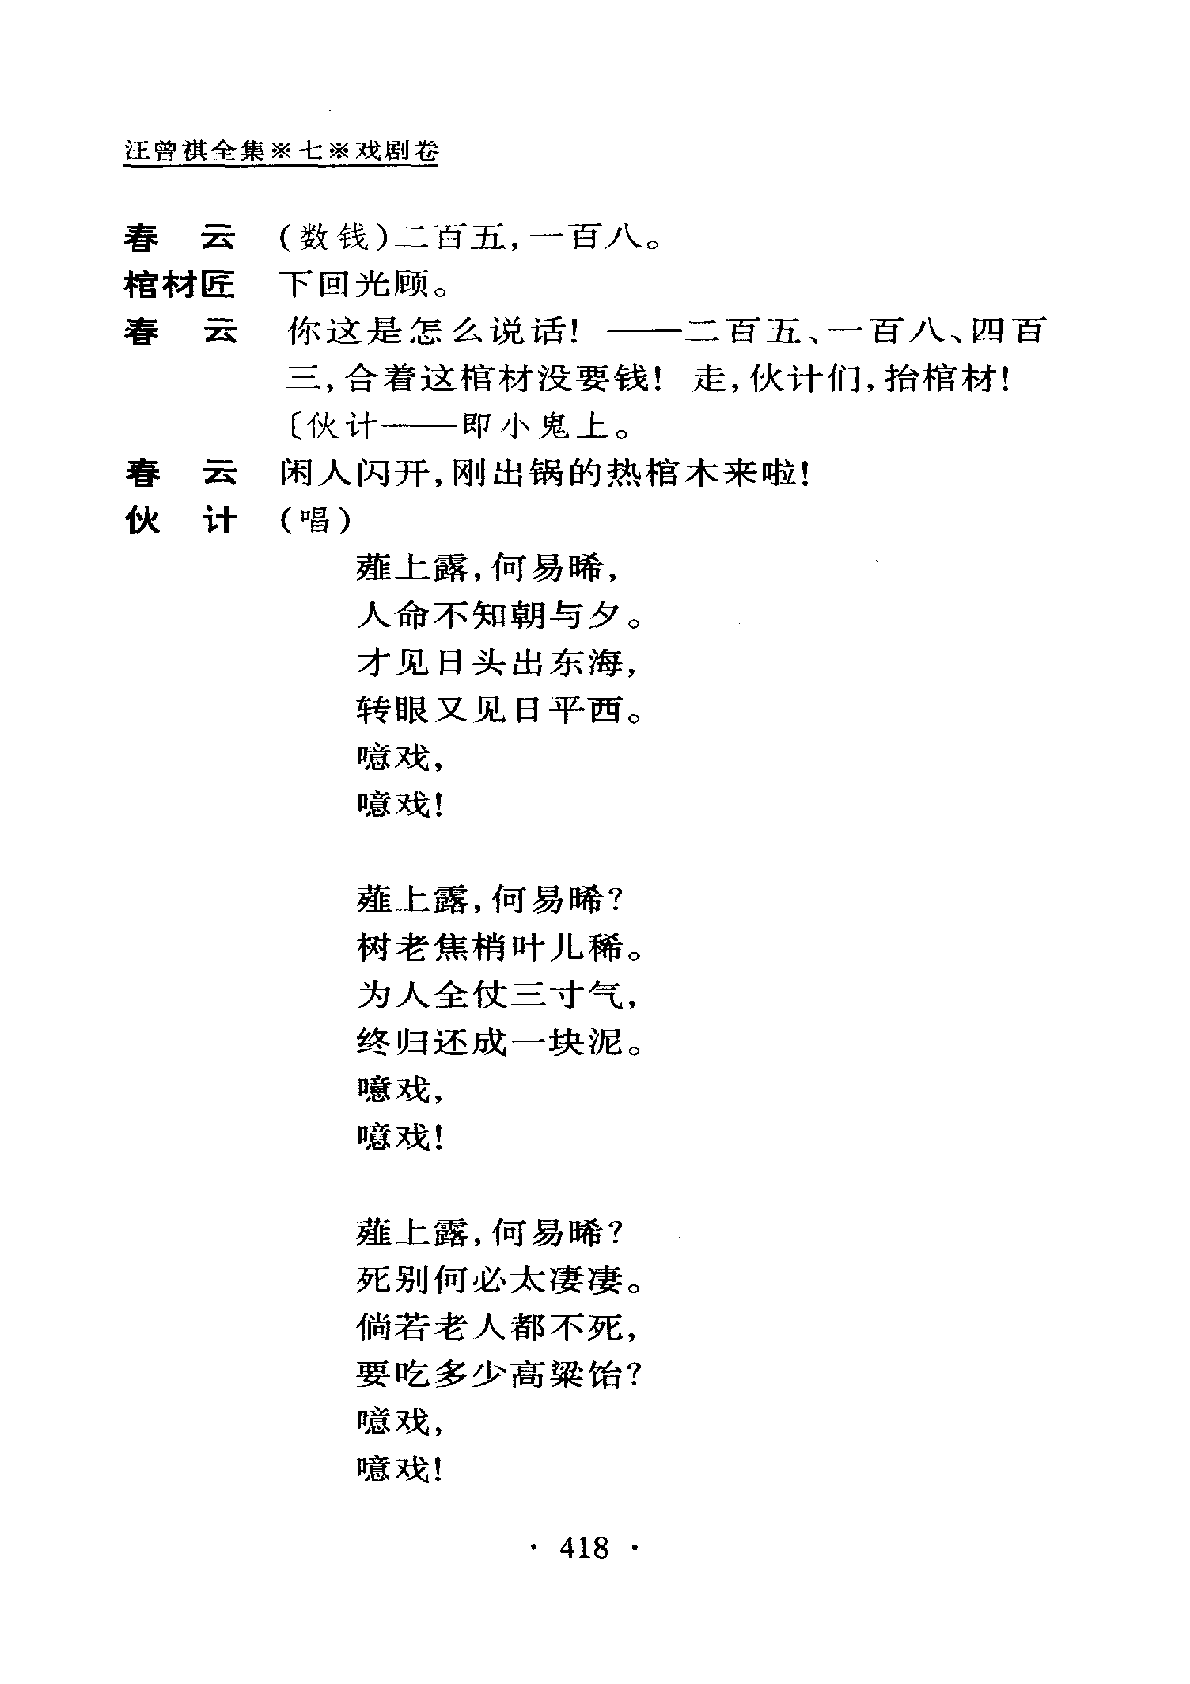 汪曾祺全集※七※戏剧卷
春　云　(数钱)二百五,一百八。
棺材匠　下回光顾。
春　云　你这是怎么说话! ——二百五、一百八、四百
三,合着这棺材没要钱! 走,伙计们,抬棺材!
〔伙计——即小鬼上。
春　云　闲人闪开,刚出锅的热棺木来啦!
伙　计　(唱)
薤上露,何易晞,
人命不知朝与夕。
才见日头出东海,
转眼又见日平西。
噫戏,
噫戏!
薤上露,何易晞?
树老焦梢叶儿稀。
为人全仗三寸气,
终归还成一块泥。
噫戏,
噫戏!
薤上露,何易晞?
死别何必太凄凄。
倘若老人都不死,
要吃多少高粱饴?
噫戏,
噫戏!
· 418 ·